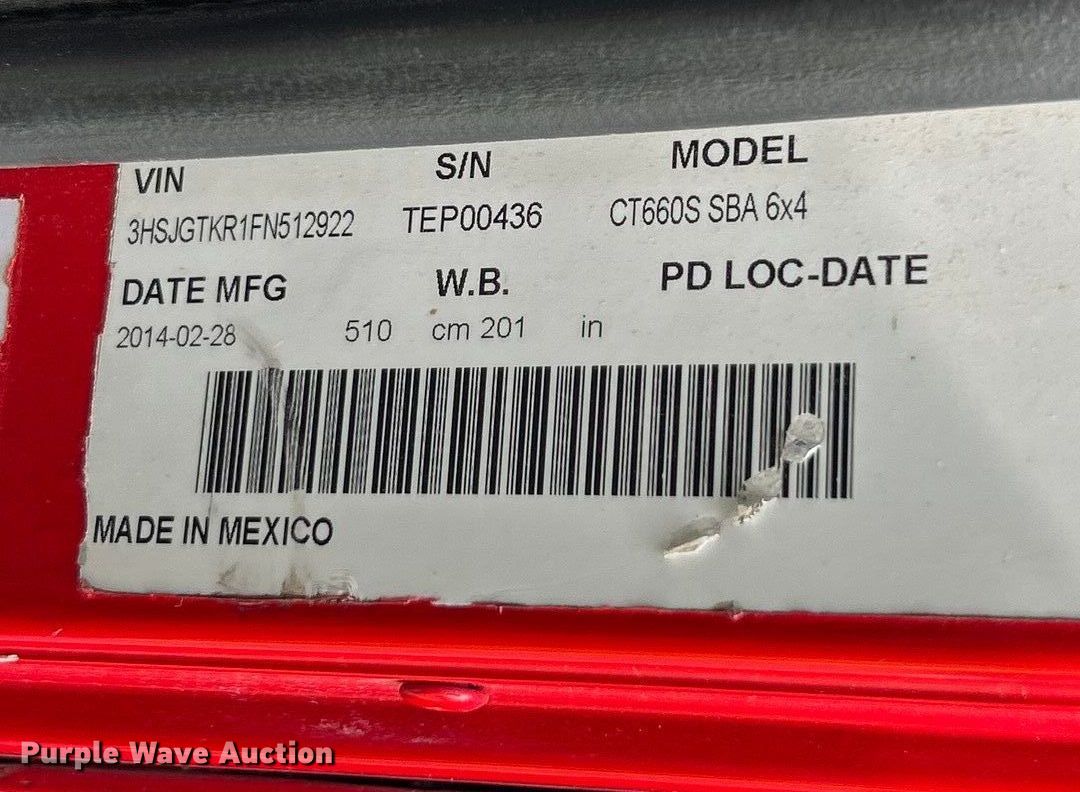 VIN S/N MODEL
3HSJGTKR1FN512922 TEP00436 CT660S SBA 6x4
DATE MFG W.B. PD LOC-DATE
2014-02-28 510 cm 201 in
MADE IN MEXICO
Purple Wave Auction